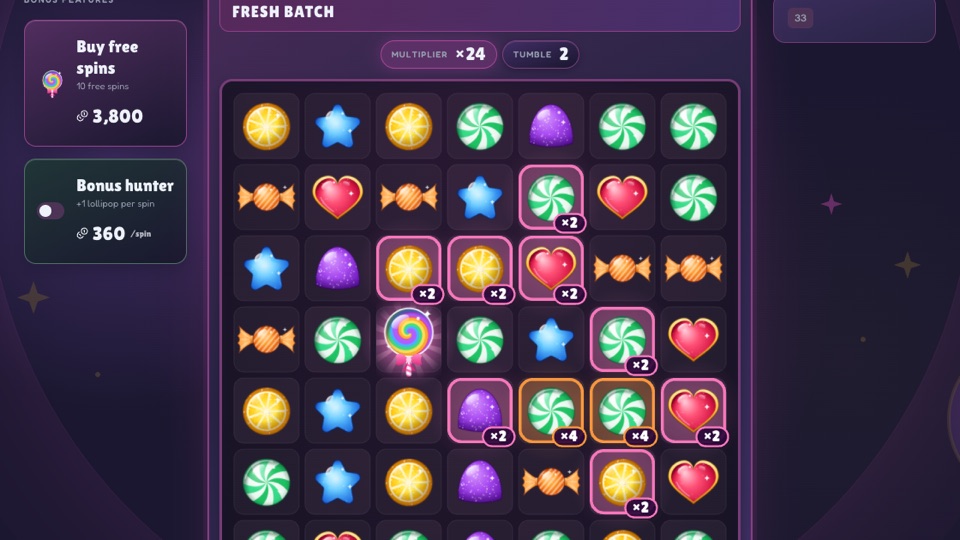 FRESH BATCH
MULTIPLIER ×24 TUMBLE 2
Buy free
spins
10 free spins
3,800
Bonus hunter
+1 lollipop per spin
360 /spin
33
×2
×2 ×2 ×2
×2
×2 ×4 ×4 ×2
×2